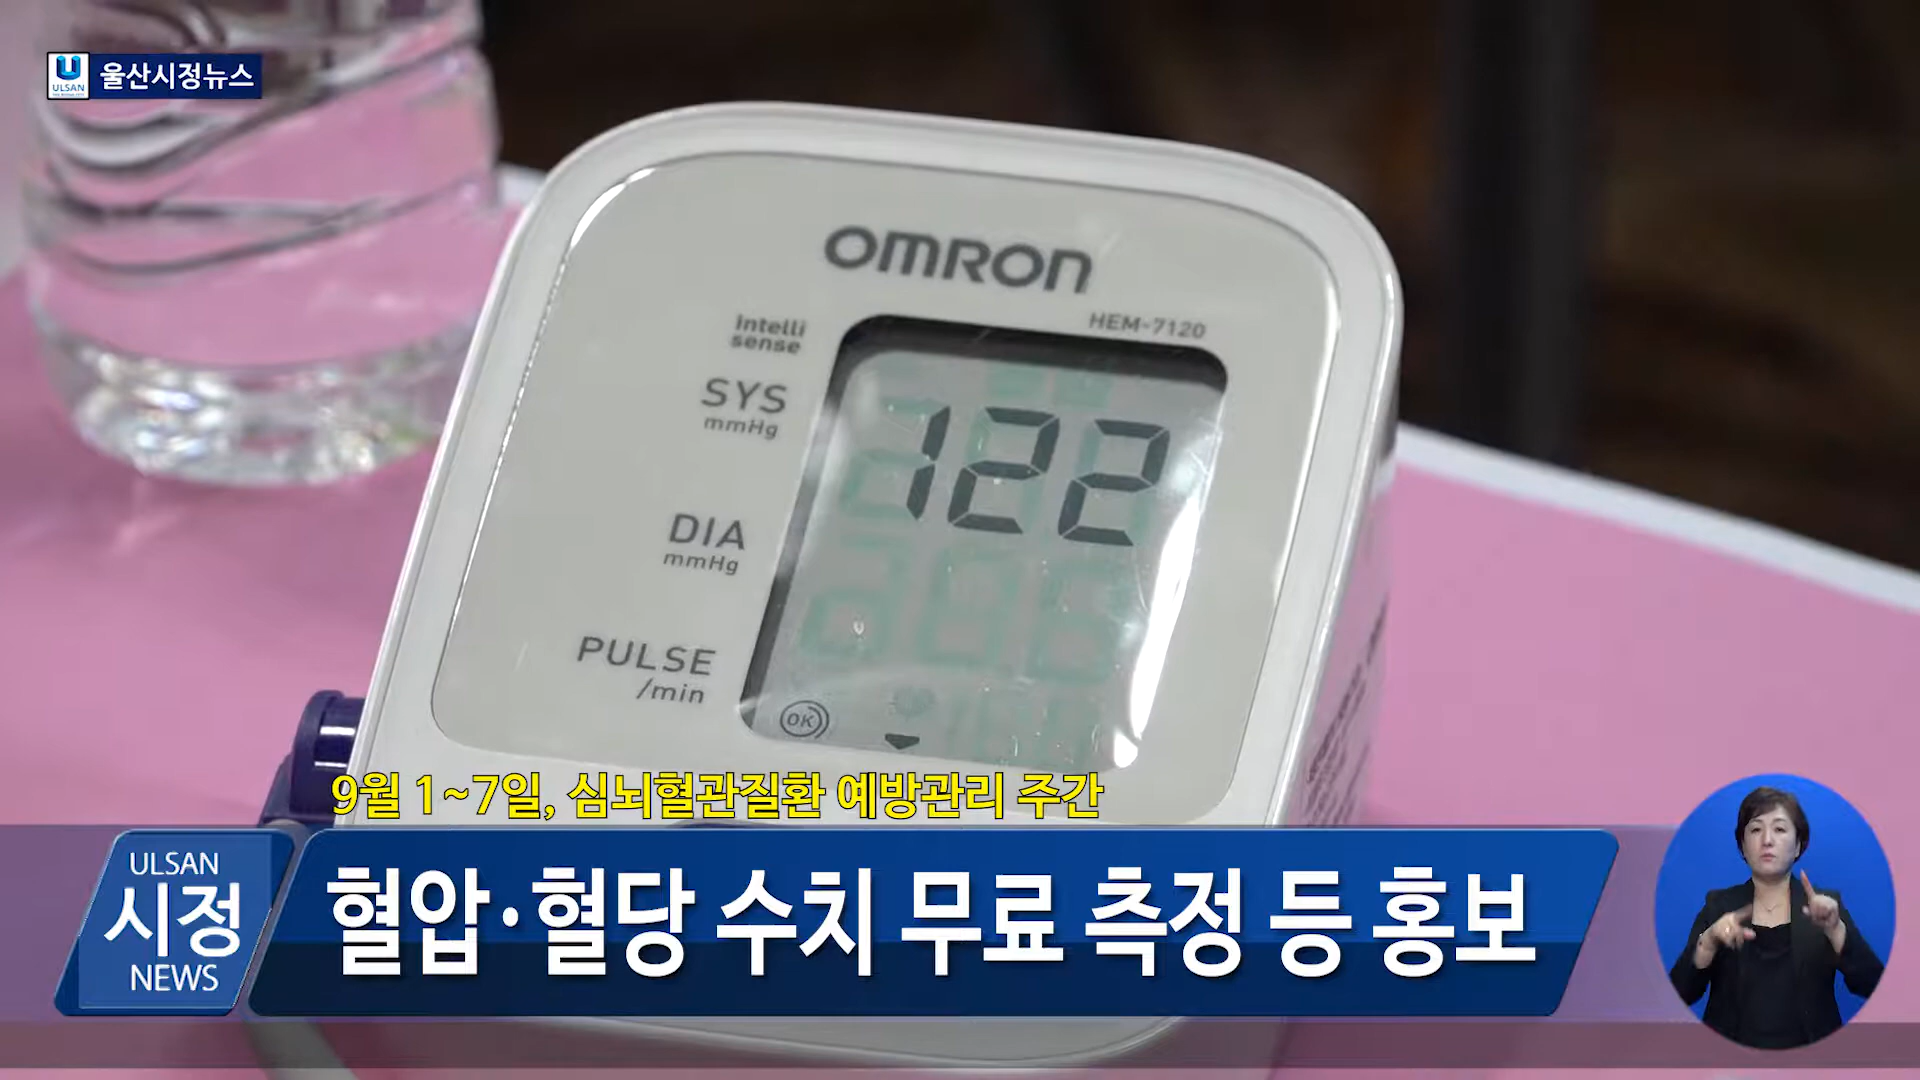 ULSAN
울산시정뉴스
OMRON
HEM-7120
intelli
sense
SYS
mmHg
122
DIA
mmHg
PULSE
/min
OK
9월 1~7일, 심뇌혈관질환 예방관리 주간
ULSAN
시정
NEWS
혈압·혈당 수치 무료 측정 등 홍보